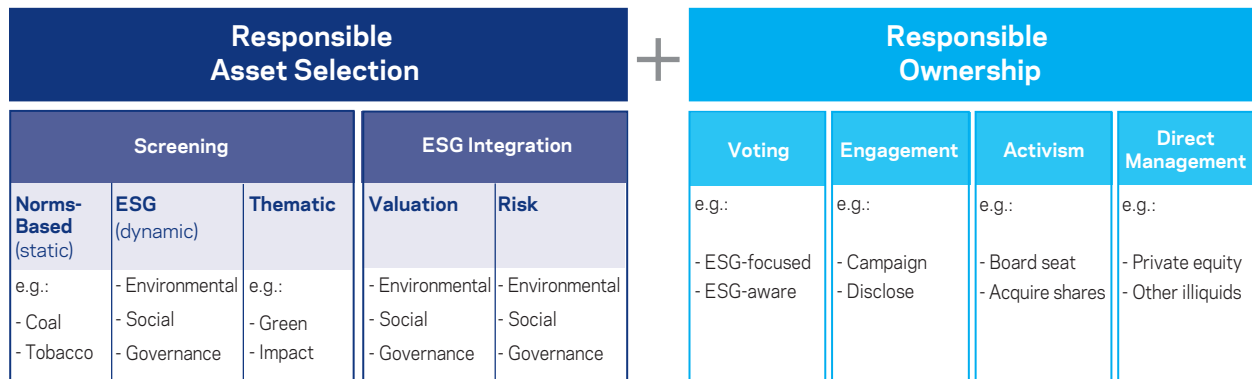 Responsible
Asset Selection
+
Responsible
Ownership
Screening
ESG Integration
Voting
Engagement
Activism
Direct
Management
Norms-
Based
(static)
ESG
(dynamic)
Thematic
Valuation
Risk
e.g.:
- Coal
- Tobacco
- Environmental
- Social
- Governance
e.g.:
- Green
- Impact
- Environmental
- Social
- Governance
- Environmental
- Social
- Governance
e.g.:
- ESG-focused
- ESG-aware
e.g.:
- Campaign
- Disclose
e.g.:
- Board seat
- Acquire shares
e.g.:
- Private equity
- Other illiquids